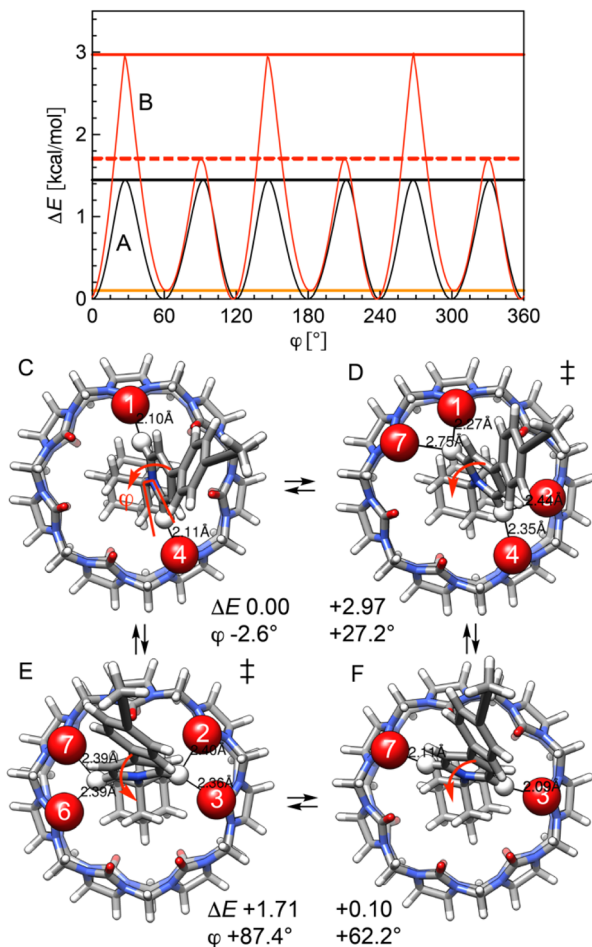 3
B
2
ΔE [kcal/mol]
1
A
0
0 60 120 180 240 300 360
φ [°]
C
1
2.10Å
φ
2.11Å
4
D
‡
1
2.27Å
7
2.75Å
2.44Å
2.35Å
4
ΔE 0.00 +2.97
φ -2.6° +27.2°
E
‡
7
2
2.39Å
2.39Å
2.36Å
6
3
F
7
2.11Å
2.09Å
3
ΔE +1.71 +0.10
φ +87.4° +62.2°